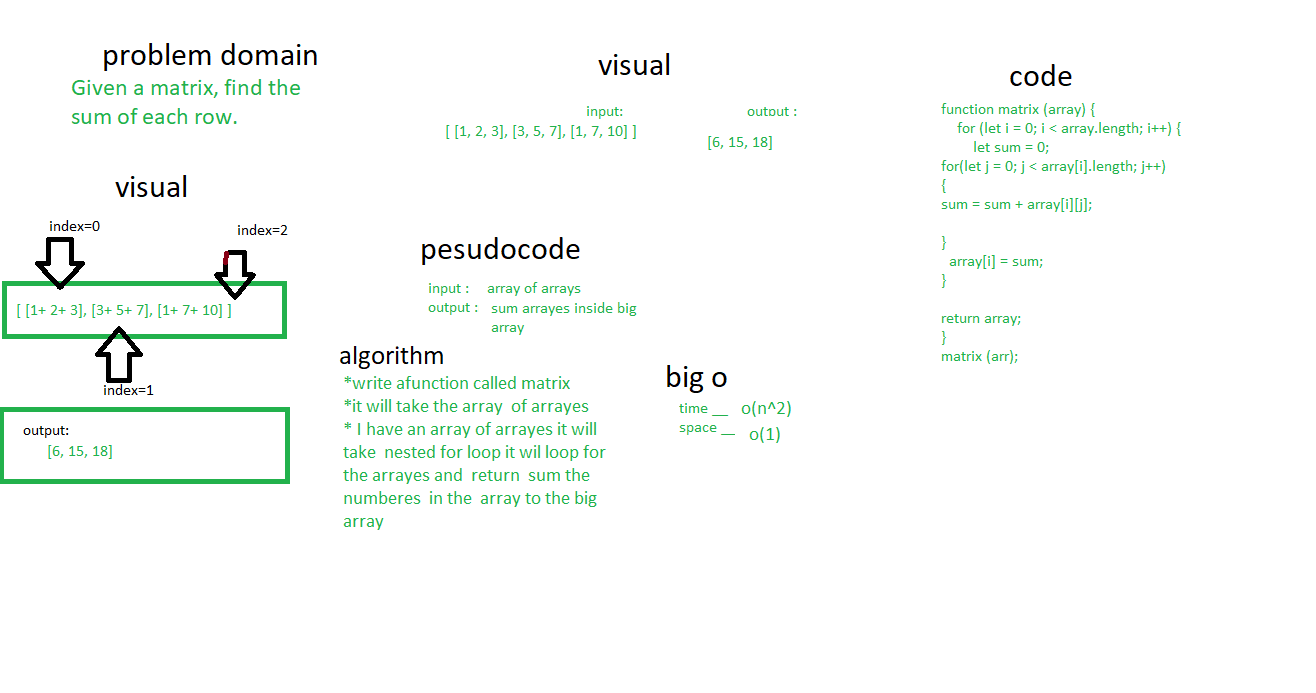 problem domain
Given a matrix, find the
sum of each row.
visual
index=0
index=2
[ [1+ 2+ 3], [3+ 5+ 7], [1+ 7+ 10] ]
index=1
output:
[6, 15, 18]
visual
input:
output :
[ [1, 2, 3], [3, 5, 7], [1, 7, 10] ]
[6, 15, 18]
pesudocode
input : array of arrays
output : sum arrayes inside big
array
algorithm
*write afunction called matrix
*it will take the array of arrayes
* I have an array of arrayes it will
take nested for loop it wil loop for
the arrayes and return sum the
numberes in the array to the big
array
big o
time __ o(n^2)
space __ o(1)
code
function matrix (array) {
for (let i = 0; i < array.length; i++) {
let sum = 0;
for(let j = 0; j < array[i].length; j++)
{
sum = sum + array[i][j];
}
array[i] = sum;
}
return array;
}
matrix (arr);